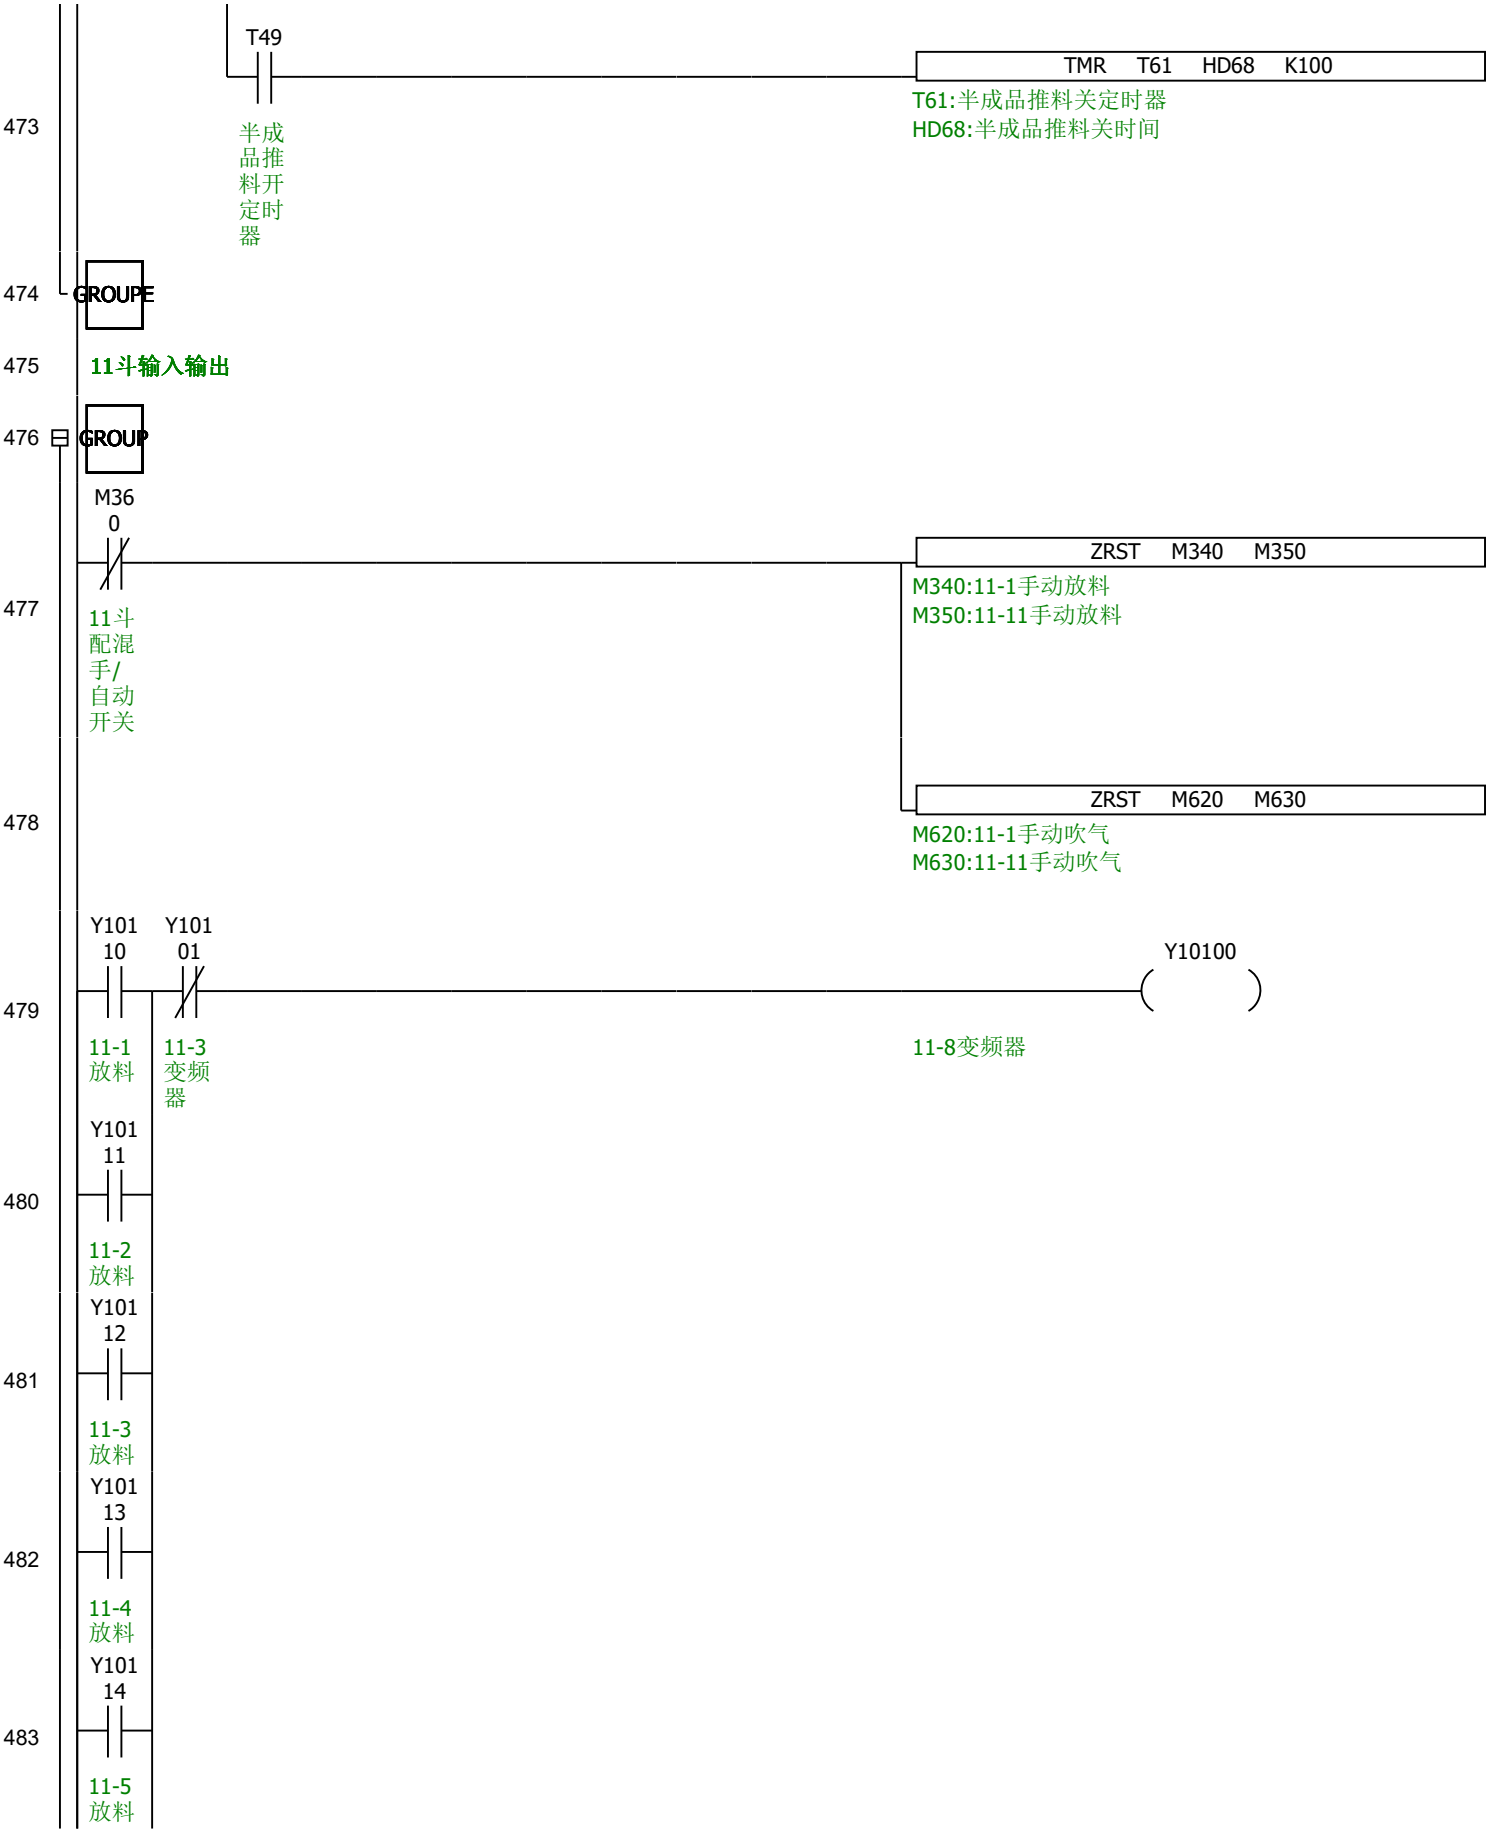 T49
TMR T61 HD68 K100
T61:半成品推料关定时器
HD68:半成品推料关时间
473
半成
品推
料开
定时
器
474
GROUPE
475
11斗输入输出
476
GROUP
M36
0
ZRST M340 M350
M340:11-1手动放料
M350:11-11手动放料
477
11斗
配混
手/
自动
开关
ZRST M620 M630
478
M620:11-1手动吹气
M630:11-11手动吹气
Y101
10
Y101
01
Y10100
479
11-1
放料
11-3
变频
器
11-8变频器
Y101
11
480
11-2
放料
Y101
12
481
11-3
放料
Y101
13
482
11-4
放料
Y101
14
483
11-5
放料